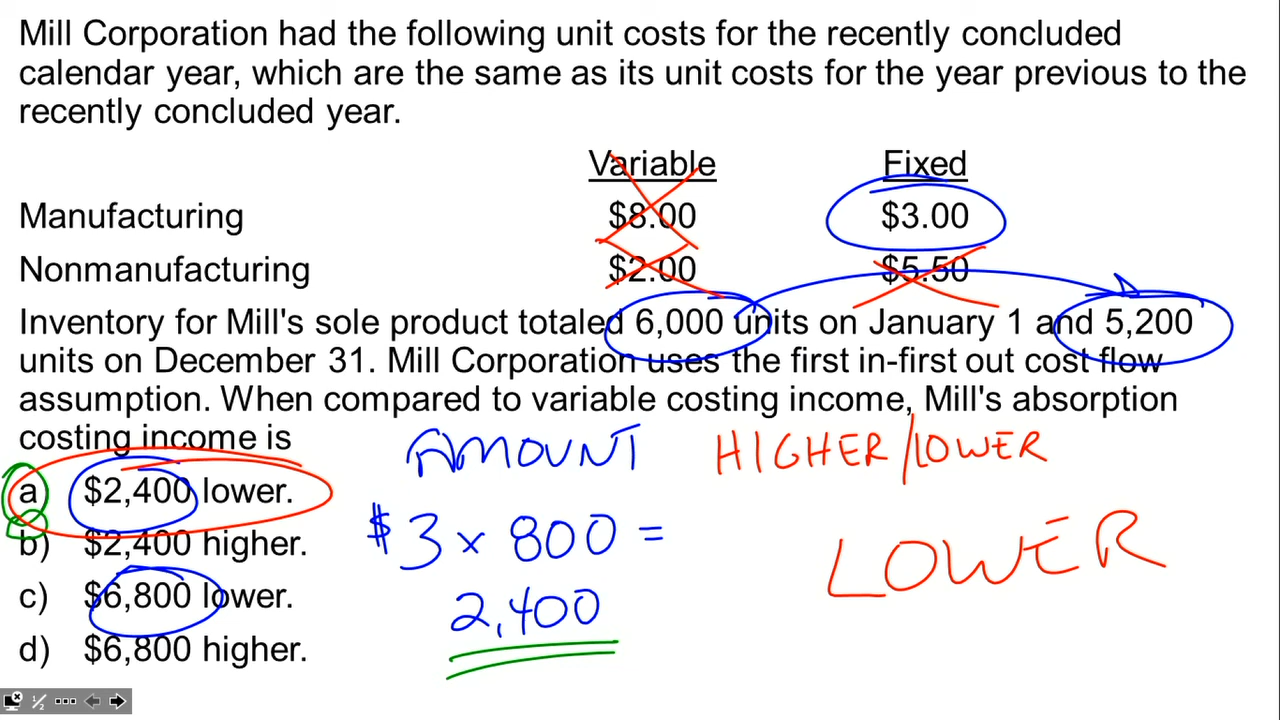 Mill Corporation had the following unit costs for the recently concluded
calendar year, which are the same as its unit costs for the year previous to the
recently concluded year.
Variable Fixed
Manufacturing $8.00 $3.00
Nonmanufacturing $2.00 $5.50
Inventory for Mill's sole product totaled 6,000 units on January 1 and 5,200
units on December 31. Mill Corporation uses the first in-first out cost flow
assumption. When compared to variable costing income, Mill's absorption
costing income is
AMOUNT HIGHER/LOWER
a) $2,400 lower.
b) $2,400 higher.
c) $6,800 lower.
d) $6,800 higher.
$3 × 800 =
2,400
LOWER